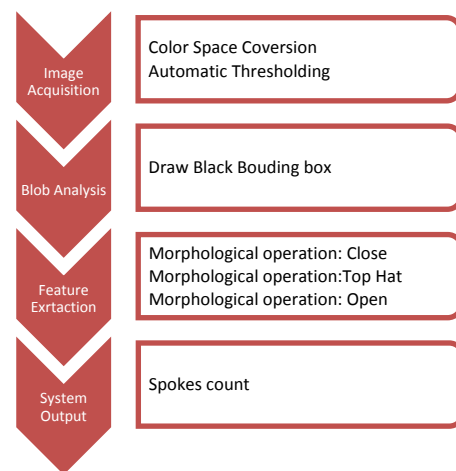 Image
Acquisition
Color Space Coversion
Automatic Thresholding
Blob Analysis
Draw Black Bouding box
Feature
Exrtaction
Morphological operation: Close
Morphological operation:Top Hat
Morphological operation: Open
System
Output
Spokes count